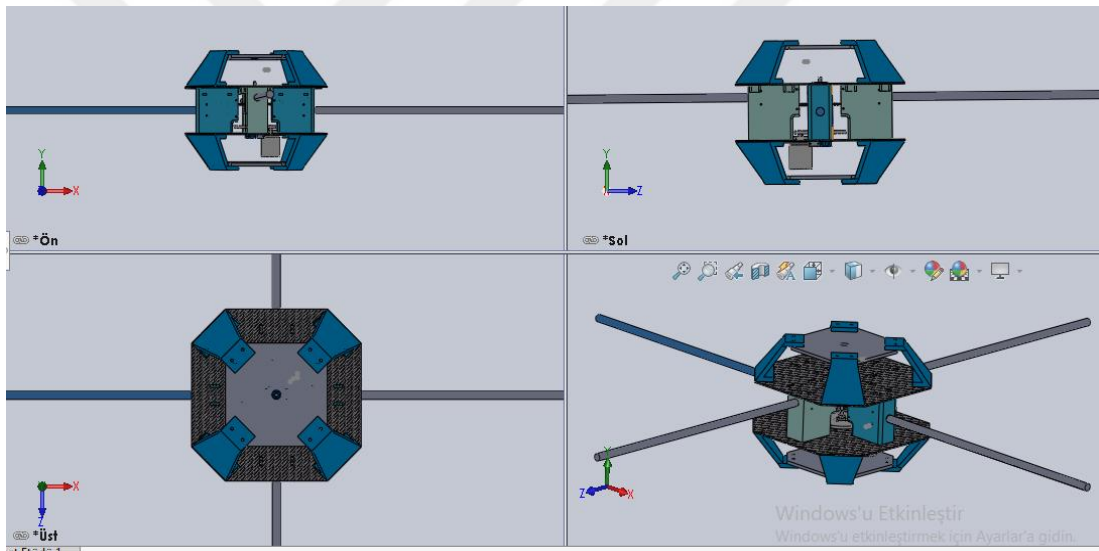 Y
X
*Ön
Y
Z
*Sol
X
Z
*Üst
Y
Z
X
Windows'u Etkinleştir
Windows'u etkinleştirmek için Ayarlar'a gidin.